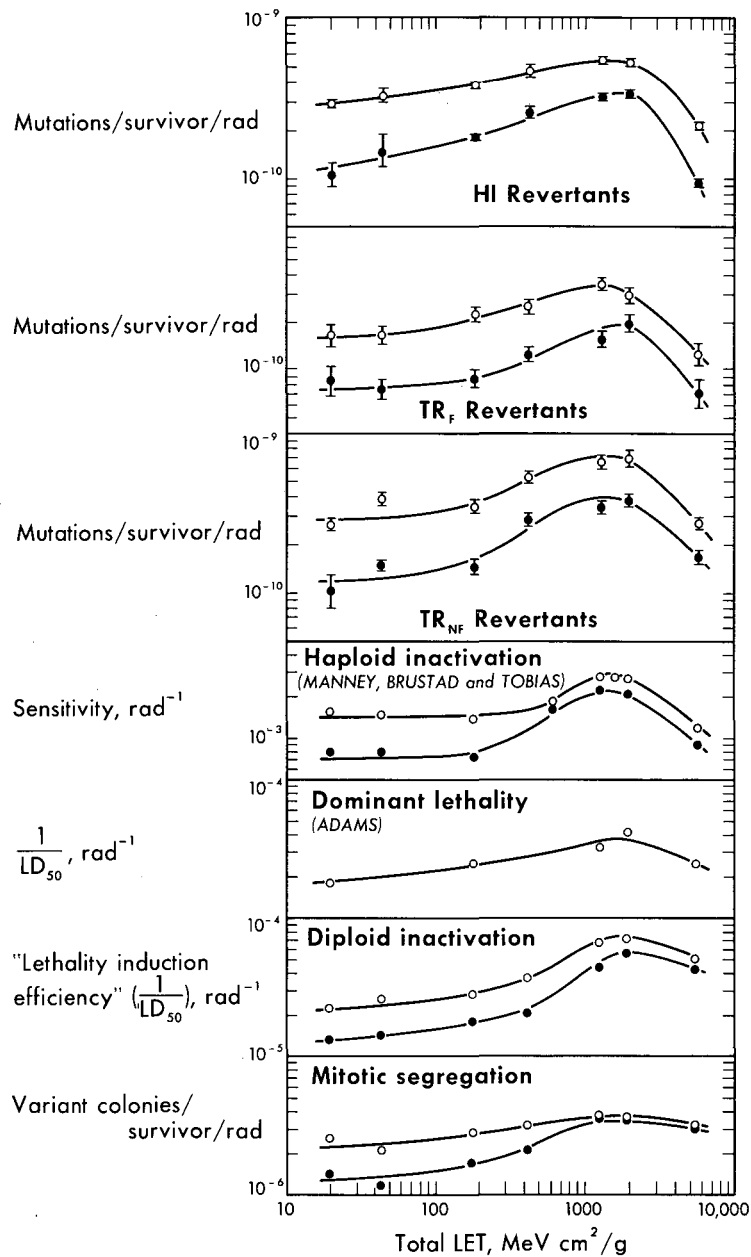 10⁻⁹
Mutations/survivor/rad
10⁻¹⁰
HI Revertants
Mutations/survivor/rad
10⁻¹⁰
TR_F Revertants
10⁻⁹
Mutations/survivor/rad
10⁻¹⁰
TR_NF Revertants
Haploid inactivation
(MANNEY, BRUSTAD and TOBIAS)
Sensitivity, rad⁻¹
10⁻³
10⁻⁴
Dominant lethality
(ADAMS)
1/LD₅₀, rad⁻¹
10⁻⁴
Diploid inactivation
"Lethality induction
efficiency" (1/LD₅₀), rad⁻¹
10⁻⁵
Mitotic segregation
Variant colonies/
survivor/rad
10⁻⁶
10 100 1000 10,000
Total LET, MeV cm²/g